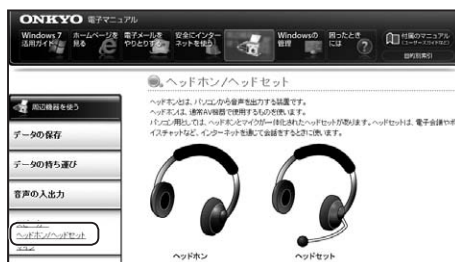 ONKYO 電子マニュアル
Windows 7
活用ガイド
ホームページを
見る
電子メールを
やりとりする
安全にインター
ネットを使う
Windowsの
管理
困ったとき
には
付属のマニュアル
目的別索引
ヘッドホン/ヘッドセット
周辺機器を使う
データの保存
データの持ち運び
音声の入出力
ヘッドホン/ヘッドセット
ヘッドホンとは、パソコンから音声を出力する装置です。
ヘッドホンは、通常AV機器で使用するものを使います。
パソコン用としては、ヘッドホンとマイクが一体化されたヘッドセットがあります。ヘッドセットは、電子会議やボ
イスチャットなど、インターネットを通じて会話をするときに使います。
ヘッドホン
ヘッドセット